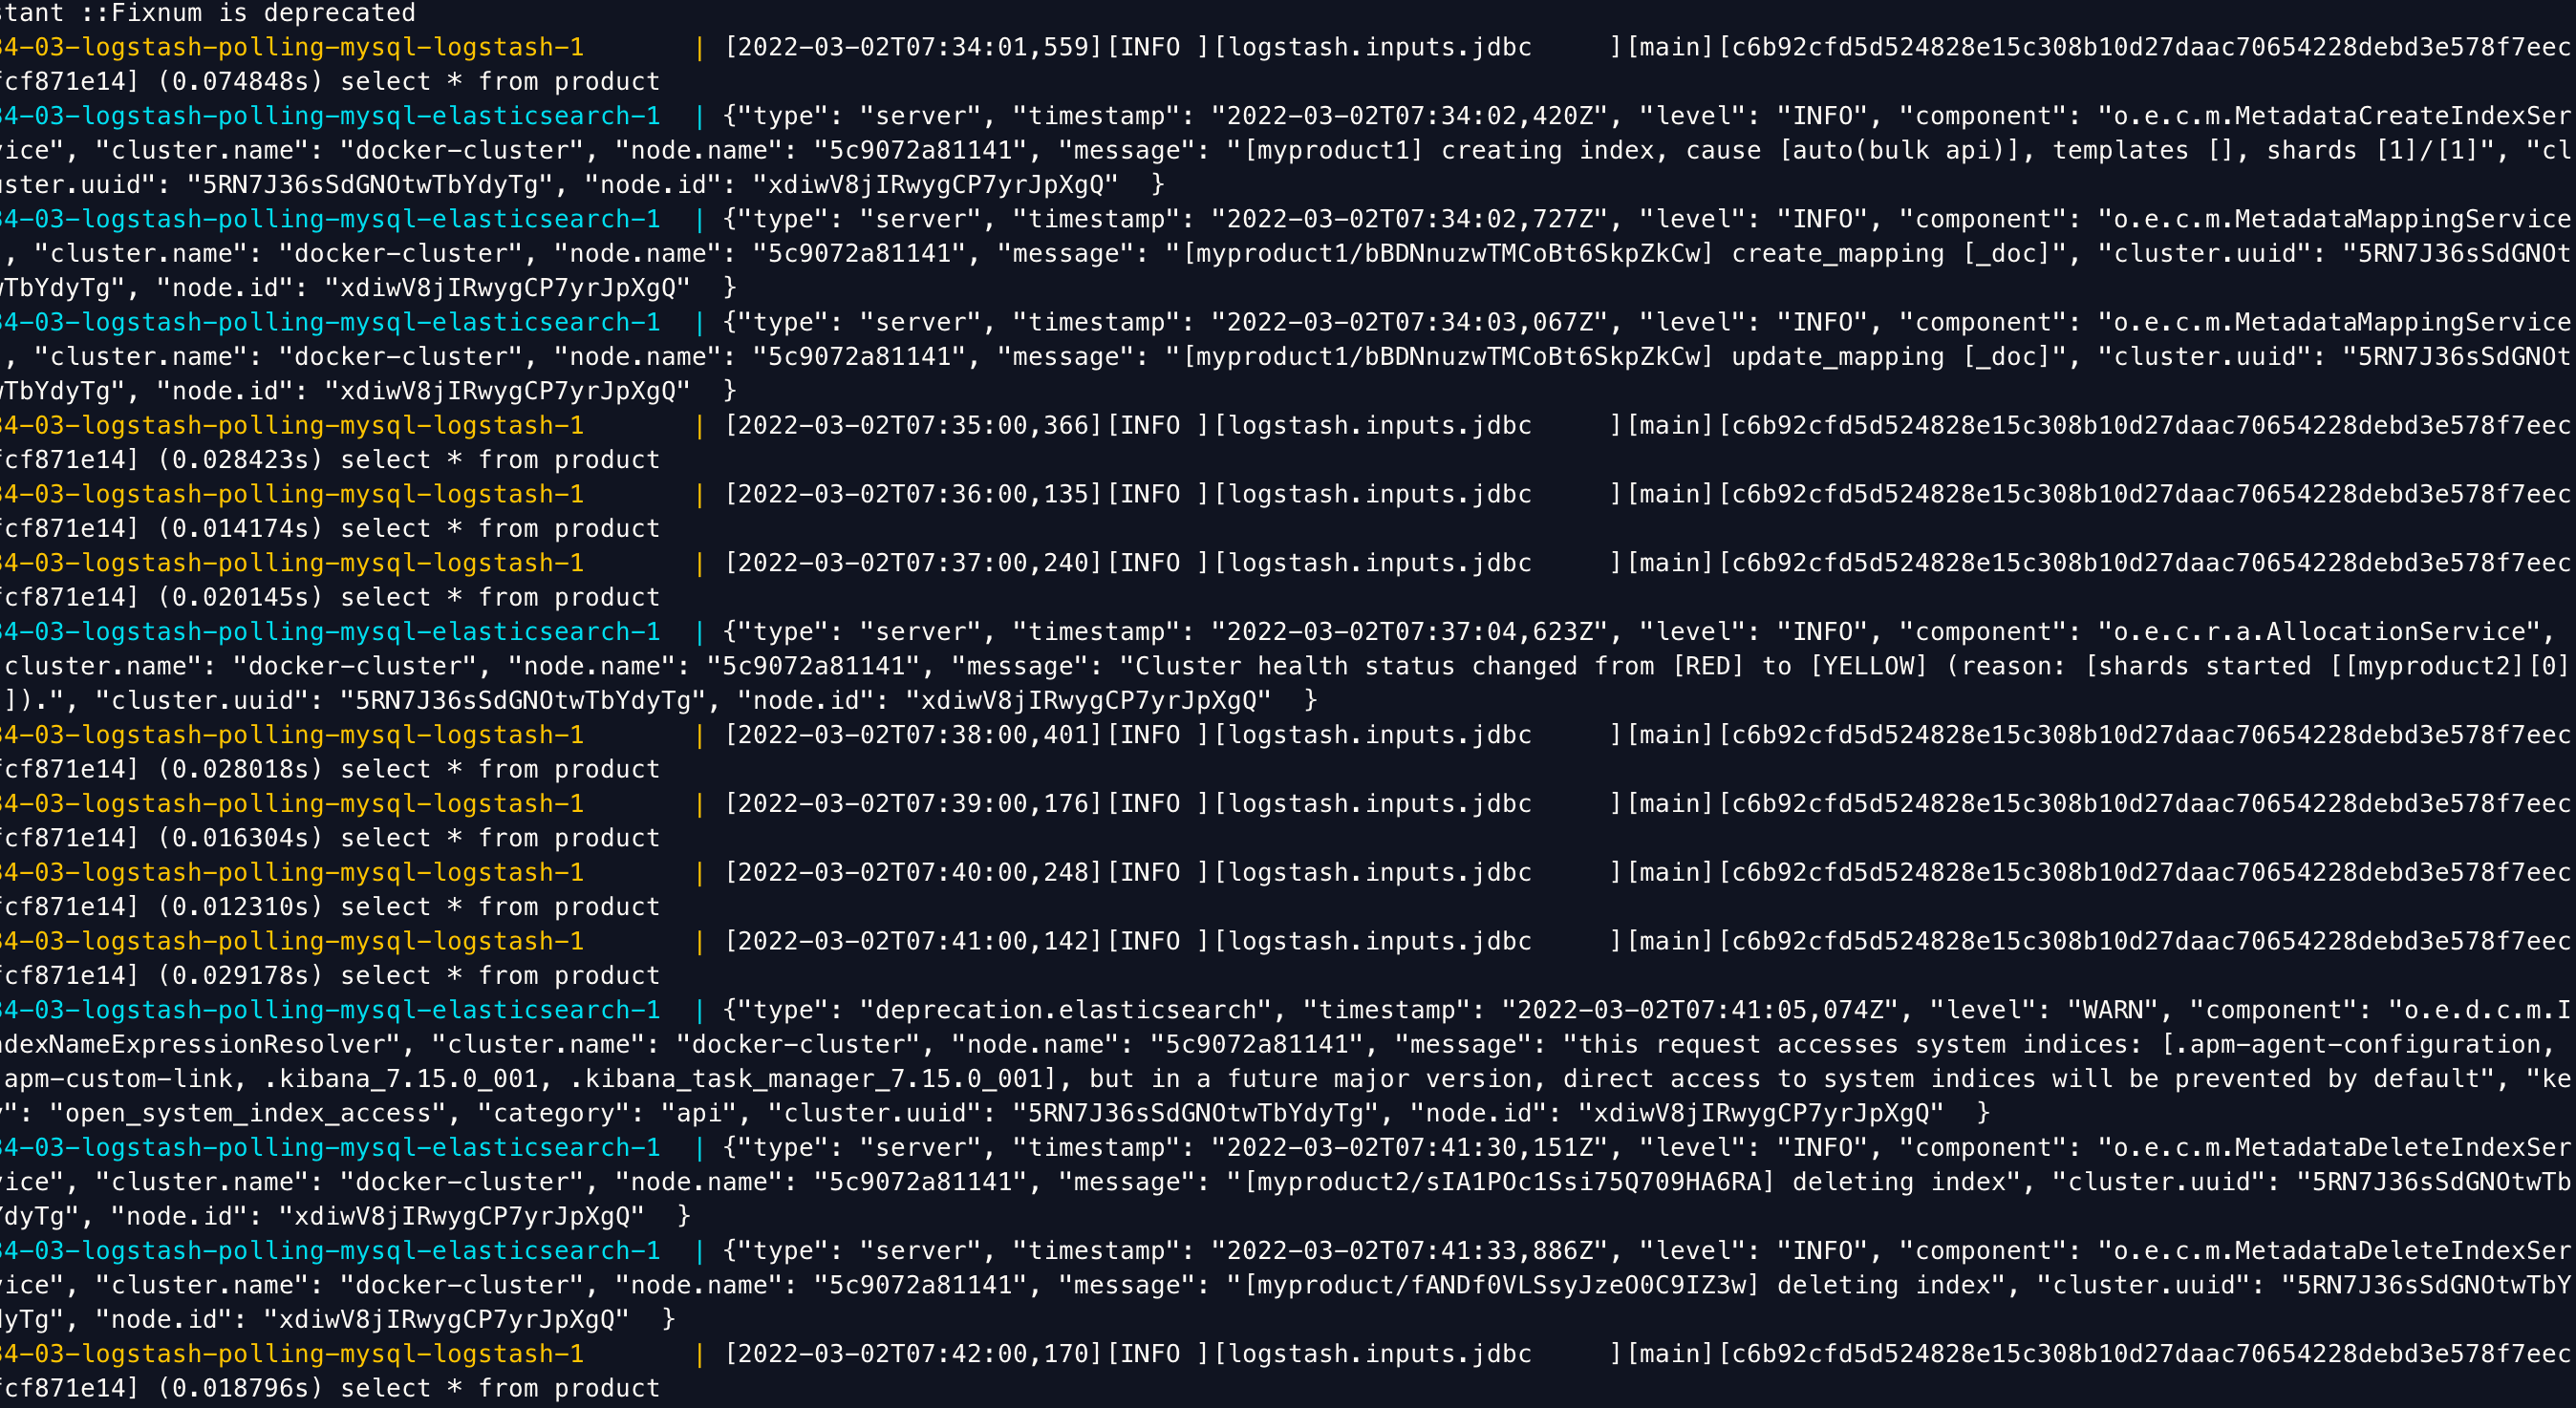 stant ::Fixnum is deprecated
34-03-logstash-polling-mysql-logstash-1       | [2022-03-02T07:34:01,559][INFO ][logstash.inputs.jdbc     ][main][c6b92cfd5d524828e15c308b10d27daac70654228debd3e578f7eec
fcf871e14] (0.074848s) select * from product
34-03-logstash-polling-mysql-elasticsearch-1  | {"type": "server", "timestamp": "2022-03-02T07:34:02,420Z", "level": "INFO", "component": "o.e.c.m.MetadataCreateIndexSer
vice", "cluster.name": "docker-cluster", "node.name": "5c9072a81141", "message": "[myproduct1] creating index, cause [auto(bulk api)], templates [], shards [1]/[1]", "cl
uster.uuid": "5RN7J36sSdGNOtwTbYdyTg", "node.id": "xdiwV8jIRwygCP7yrJpXgQ"  }
34-03-logstash-polling-mysql-elasticsearch-1  | {"type": "server", "timestamp": "2022-03-02T07:34:02,727Z", "level": "INFO", "component": "o.e.c.m.MetadataMappingService
", "cluster.name": "docker-cluster", "node.name": "5c9072a81141", "message": "[myproduct1/bBDNnuzwTMCoBt6SkpZkCw] create_mapping [_doc]", "cluster.uuid": "5RN7J36sSdGNOt
wTbYdyTg", "node.id": "xdiwV8jIRwygCP7yrJpXgQ"  }
34-03-logstash-polling-mysql-elasticsearch-1  | {"type": "server", "timestamp": "2022-03-02T07:34:03,067Z", "level": "INFO", "component": "o.e.c.m.MetadataMappingService
", "cluster.name": "docker-cluster", "node.name": "5c9072a81141", "message": "[myproduct1/bBDNnuzwTMCoBt6SkpZkCw] update_mapping [_doc]", "cluster.uuid": "5RN7J36sSdGNOt
wTbYdyTg", "node.id": "xdiwV8jIRwygCP7yrJpXgQ"  }
34-03-logstash-polling-mysql-logstash-1       | [2022-03-02T07:35:00,366][INFO ][logstash.inputs.jdbc     ][main][c6b92cfd5d524828e15c308b10d27daac70654228debd3e578f7eec
fcf871e14] (0.028423s) select * from product
34-03-logstash-polling-mysql-logstash-1       | [2022-03-02T07:36:00,135][INFO ][logstash.inputs.jdbc     ][main][c6b92cfd5d524828e15c308b10d27daac70654228debd3e578f7eec
fcf871e14] (0.014174s) select * from product
34-03-logstash-polling-mysql-logstash-1       | [2022-03-02T07:37:00,240][INFO ][logstash.inputs.jdbc     ][main][c6b92cfd5d524828e15c308b10d27daac70654228debd3e578f7eec
fcf871e14] (0.020145s) select * from product
34-03-logstash-polling-mysql-elasticsearch-1  | {"type": "server", "timestamp": "2022-03-02T07:37:04,623Z", "level": "INFO", "component": "o.e.c.r.a.AllocationService",
cluster.name": "docker-cluster", "node.name": "5c9072a81141", "message": "Cluster health status changed from [RED] to [YELLOW] (reason: [shards started [[myproduct2][0]
]]).", "cluster.uuid": "5RN7J36sSdGNOtwTbYdyTg", "node.id": "xdiwV8jIRwygCP7yrJpXgQ"  }
34-03-logstash-polling-mysql-logstash-1       | [2022-03-02T07:38:00,401][INFO ][logstash.inputs.jdbc     ][main][c6b92cfd5d524828e15c308b10d27daac70654228debd3e578f7eec
fcf871e14] (0.028018s) select * from product
34-03-logstash-polling-mysql-logstash-1       | [2022-03-02T07:39:00,176][INFO ][logstash.inputs.jdbc     ][main][c6b92cfd5d524828e15c308b10d27daac70654228debd3e578f7eec
fcf871e14] (0.016304s) select * from product
34-03-logstash-polling-mysql-logstash-1       | [2022-03-02T07:40:00,248][INFO ][logstash.inputs.jdbc     ][main][c6b92cfd5d524828e15c308b10d27daac70654228debd3e578f7eec
fcf871e14] (0.012310s) select * from product
34-03-logstash-polling-mysql-logstash-1       | [2022-03-02T07:41:00,142][INFO ][logstash.inputs.jdbc     ][main][c6b92cfd5d524828e15c308b10d27daac70654228debd3e578f7eec
fcf871e14] (0.029178s) select * from product
34-03-logstash-polling-mysql-elasticsearch-1  | {"type": "deprecation.elasticsearch", "timestamp": "2022-03-02T07:41:05,074Z", "level": "WARN", "component": "o.e.d.c.m.I
ndexNameExpressionResolver", "cluster.name": "docker-cluster", "node.name": "5c9072a81141", "message": "this request accesses system indices: [.apm-agent-configuration,
apm-custom-link, .kibana_7.15.0_001, .kibana_task_manager_7.15.0_001], but in a future major version, direct access to system indices will be prevented by default", "ke
y": "open_system_index_access", "category": "api", "cluster.uuid": "5RN7J36sSdGNOtwTbYdyTg", "node.id": "xdiwV8jIRwygCP7yrJpXgQ"  }
34-03-logstash-polling-mysql-elasticsearch-1  | {"type": "server", "timestamp": "2022-03-02T07:41:30,151Z", "level": "INFO", "component": "o.e.c.m.MetadataDeleteIndexSer
vice", "cluster.name": "docker-cluster", "node.name": "5c9072a81141", "message": "[myproduct2/sIA1POc1Ssi75Q709HA6RA] deleting index", "cluster.uuid": "5RN7J36sSdGNOtwTb
YdyTg", "node.id": "xdiwV8jIRwygCP7yrJpXgQ"  }
34-03-logstash-polling-mysql-elasticsearch-1  | {"type": "server", "timestamp": "2022-03-02T07:41:33,886Z", "level": "INFO", "component": "o.e.c.m.MetadataDeleteIndexSer
vice", "cluster.name": "docker-cluster", "node.name": "5c9072a81141", "message": "[myproduct/fANDf0VLSsyJzeO0C9IZ3w] deleting index", "cluster.uuid": "5RN7J36sSdGNOtwTbY
dyTg", "node.id": "xdiwV8jIRwygCP7yrJpXgQ"  }
34-03-logstash-polling-mysql-logstash-1       | [2022-03-02T07:42:00,170][INFO ][logstash.inputs.jdbc     ][main][c6b92cfd5d524828e15c308b10d27daac70654228debd3e578f7eec
fcf871e14] (0.018796s) select * from product